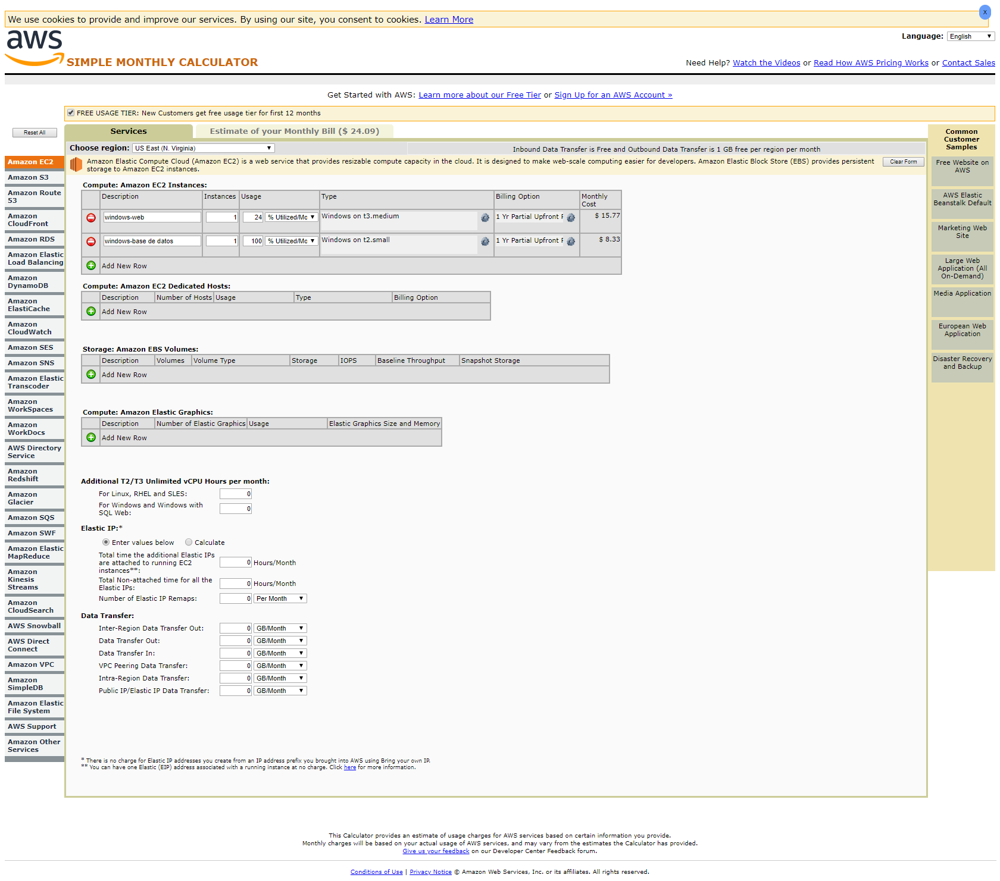 We use cookies to provide and improve our services. By using our site, you consent to cookies. Learn More
x
aws
SIMPLE MONTHLY CALCULATOR
Language: English
Need Help? Watch the Videos or Read How AWS Pricing Works or Contact Sales
Get Started with AWS: Learn more about our Free Tier or Sign Up for an AWS Account »
FREE USAGE TIER: New Customers get free usage tier for first 12 months
Reset All
Services
Estimate of your Monthly Bill ($ 24.09)
Choose region: US East (N. Virginia)
Inbound Data Transfer is Free and Outbound Data Transfer is 1 GB free per region per month
Amazon Elastic Compute Cloud (Amazon EC2) is a web service that provides resizable compute capacity in the cloud. It is designed to make web-scale computing easier for developers. Amazon Elastic Block Store (EBS) provides persistent
storage to Amazon EC2 instances.
Clear Form
Amazon EC2
Amazon S3
Amazon Route
53
Amazon
CloudFront
Amazon RDS
Amazon Elastic
Load Balancing
Amazon
DynamoDB
Amazon
ElastiCache
Amazon
CloudWatch
Amazon SES
Amazon SNS
Amazon Elastic
Transcoder
Amazon
WorkSpaces
Amazon
WorkDocs
AWS Directory
Service
Amazon
Redshift
Amazon
Glacier
Amazon SQS
Amazon SWF
Amazon Elastic
MapReduce
Amazon
Kinesis
Streams
Amazon
CloudSearch
AWS Snowball
AWS Direct
Connect
Amazon VPC
Amazon
SimpleDB
Amazon Elastic
File System
AWS Support
Amazon Other
Services
Compute: Amazon EC2 Instances:
Description Instances Usage Type Billing Option Monthly
Cost
windows-web 1 24 % Utilized/Mo Windows on t3.medium 1 Yr Partial Upfront $ 15.77
windows-base de datos 1 100 % Utilized/Mo Windows on t2.small 1 Yr Partial Upfront $ 8.33
Add New Row
Compute: Amazon EC2 Dedicated Hosts:
Description Number of Hosts Usage Type Billing Option
Add New Row
Storage: Amazon EBS Volumes:
Description Volumes Volume Type Storage IOPS Baseline Throughput Snapshot Storage
Add New Row
Compute: Amazon Elastic Graphics:
Description Number of Elastic Graphics Usage Elastic Graphics Size and Memory
Add New Row
Additional T2/T3 Unlimited vCPU Hours per month:
For Linux, RHEL and SLES: 0
For Windows and Windows with
SQL Web: 0
Elastic IP:*
Enter values below Calculate
Total time the additional Elastic IPs
are attached to running EC2 0 Hours/Month
instances**:
Total Non-attached time for all the
Elastic IPs: 0 Hours/Month
Number of Elastic IP Remaps: 0 Per Month
Data Transfer:
Inter-Region Data Transfer Out: 0 GB/Month
Data Transfer Out: 0 GB/Month
Data Transfer In: 0 GB/Month
VPC Peering Data Transfer: 0 GB/Month
Intra-Region Data Transfer: 0 GB/Month
Public IP/Elastic IP Data Transfer: 0 GB/Month
* There is no charge for Elastic IP addresses you create from an IP address prefix you brought into AWS using Bring your own IP.
** You can have one Elastic (EIP) address associated with a running instance at no charge. Click here for more information.
Common
Customer
Samples
Free Website on
AWS
AWS Elastic
Beanstalk Default
Marketing Web
Site
Large Web
Application (All
On-Demand)
Media Application
European Web
Application
Disaster Recovery
and Backup
This Calculator provides an estimate of usage charges for AWS services based on certain information you provide.
Monthly charges will be based on your actual usage of AWS services, and may vary from the estimates the Calculator has provided.
Give us your feedback on our Developer Center Feedback forum.
Conditions of Use | Privacy Notice © Amazon Web Services, Inc. or its affiliates. All rights reserved.